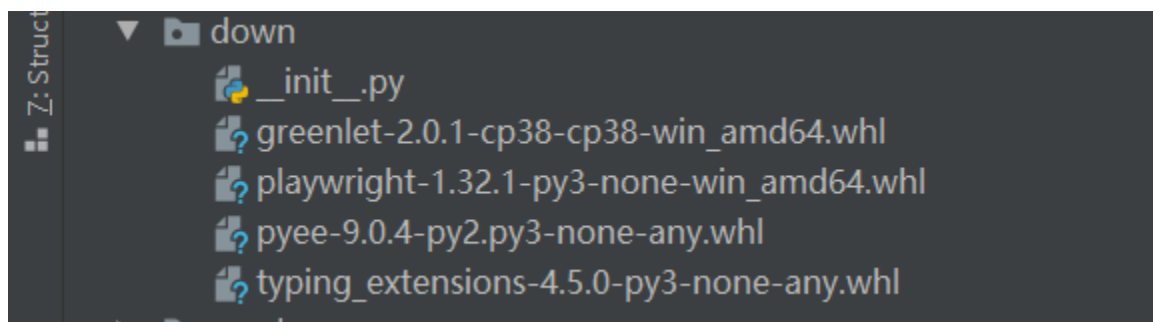 Z: Struct
down
__init__.py
greenlet-2.0.1-cp38-cp38-win_amd64.whl
playwright-1.32.1-py3-none-win_amd64.whl
pyee-9.0.4-py2.py3-none-any.whl
typing_extensions-4.5.0-py3-none-any.whl